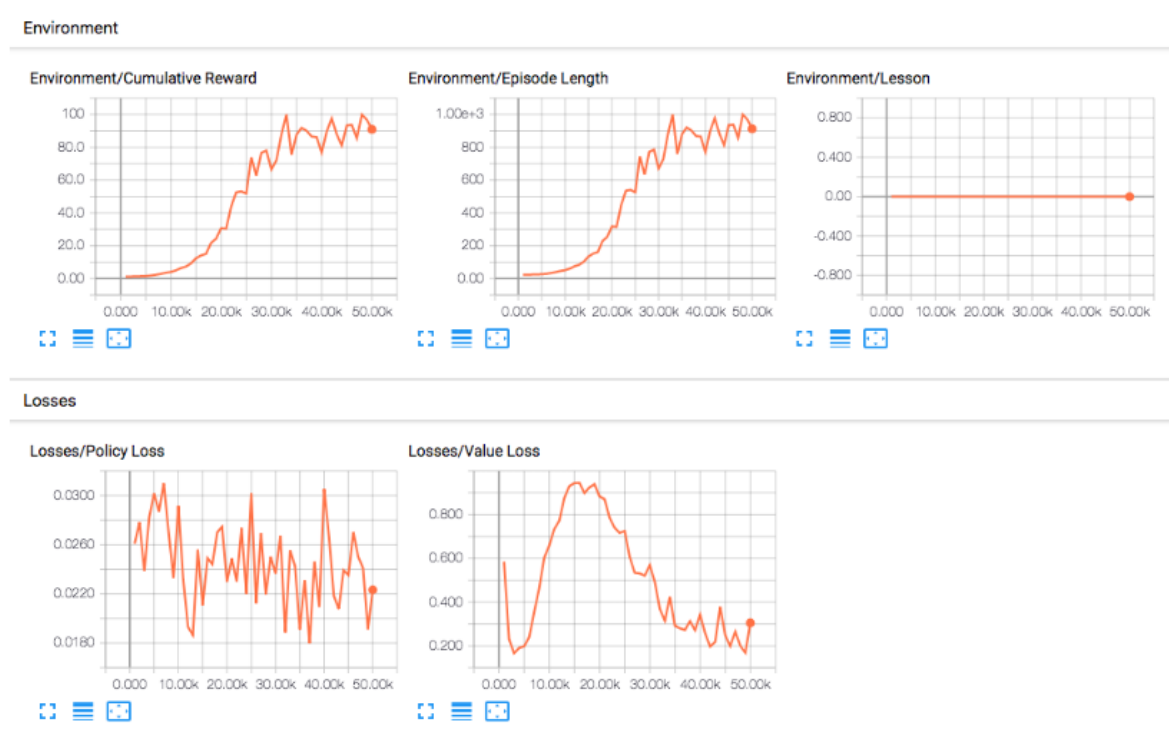 Environment
Environment/Cumulative Reward Environment/Episode Length Environment/Lesson
100 1.00e+3 0.800
80.0 800
60.0 600 0.400
40.0 400 0.00
20.0 200 -0.400
0.00 0.00 -0.800
0.000 10.00k 20.00k 30.00k 40.00k 50.00k 0.000 10.00k 20.00k 30.00k 40.00k 50.00k 0.000 10.00k 20.00k 30.00k 40.00k 50.00k
Losses
Losses/Policy Loss Losses/Value Loss
0.0300 0.800
0.0260 0.600
0.0220 0.400
0.0180 0.200
0.000 10.00k 20.00k 30.00k 40.00k 50.00k 0.000 10.00k 20.00k 30.00k 40.00k 50.00k